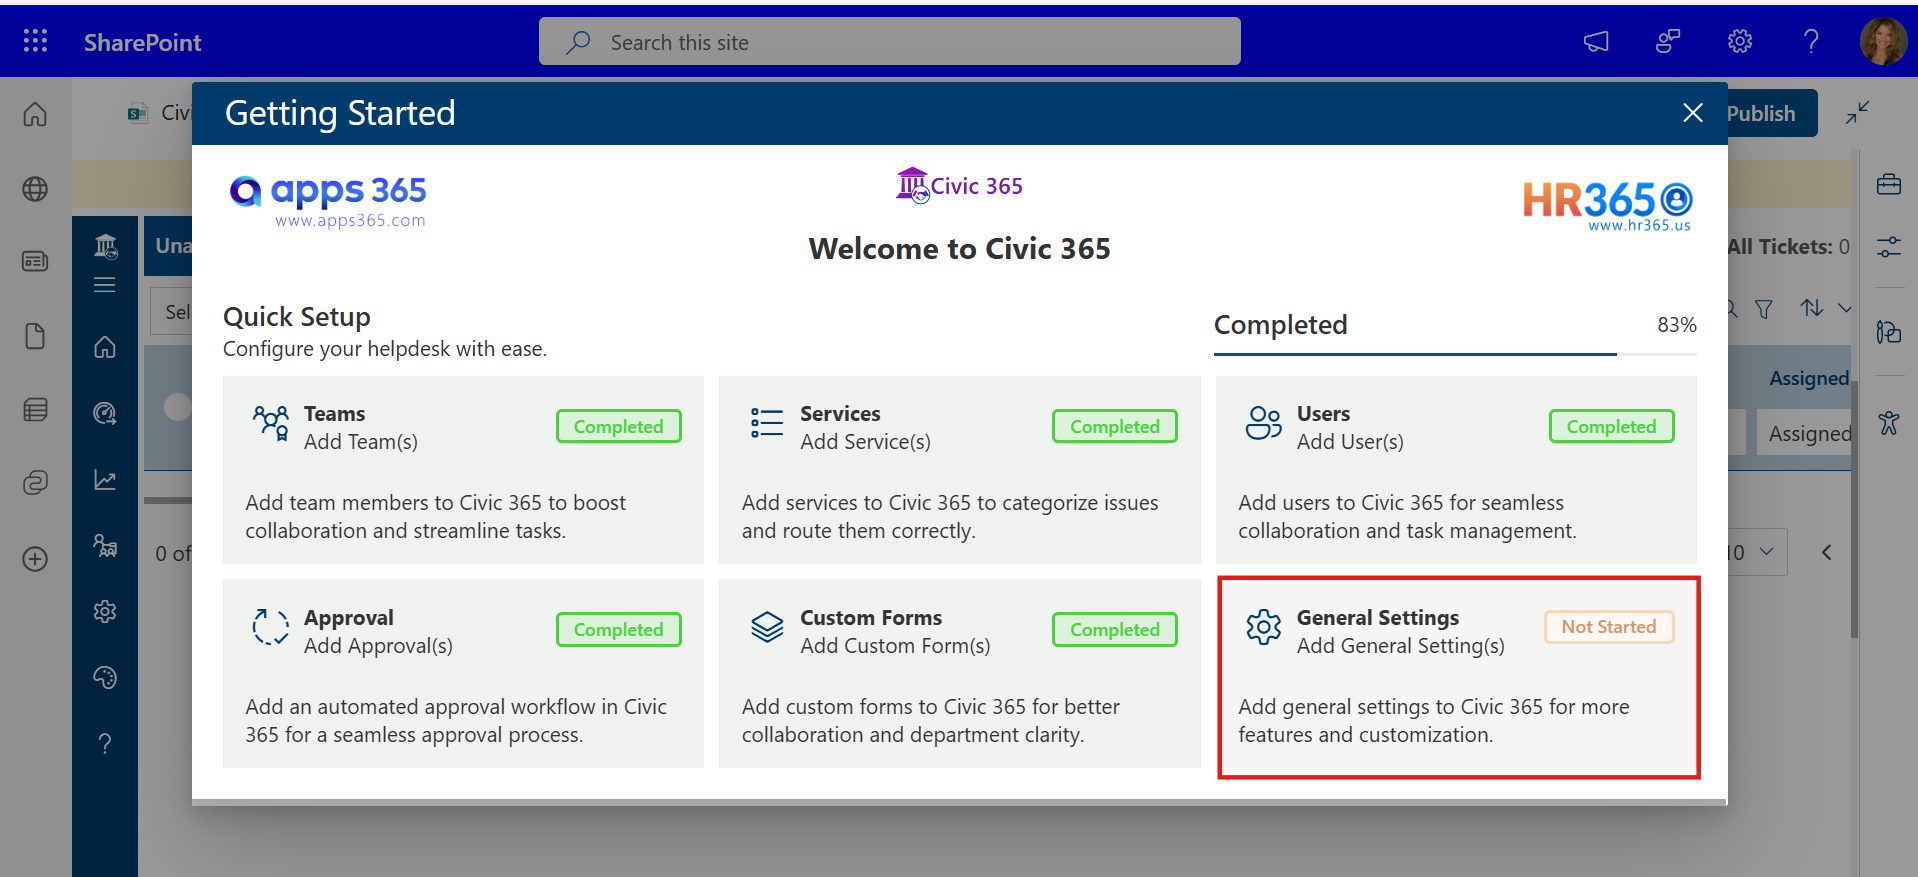 SharePoint
Search this site
Civi
Getting Started
Publish
apps 365
www.apps365.com
Civic 365
HR365
www.hr365.us
Welcome to Civic 365
Una
All Tickets: 0
Sel
Quick Setup
Configure your helpdesk with ease.
Completed
83%
Assigned
Assigned
Teams
Add Team(s)
Completed
Add team members to Civic 365 to boost
collaboration and streamline tasks.
Services
Add Service(s)
Completed
Add services to Civic 365 to categorize issues
and route them correctly.
Users
Add User(s)
Completed
Add users to Civic 365 for seamless
collaboration and task management.
0 of
10
Approval
Add Approval(s)
Completed
Add an automated approval workflow in Civic
365 for a seamless approval process.
Custom Forms
Add Custom Form(s)
Completed
Add custom forms to Civic 365 for better
collaboration and department clarity.
General Settings
Add General Setting(s)
Not Started
Add general settings to Civic 365 for more
features and customization.